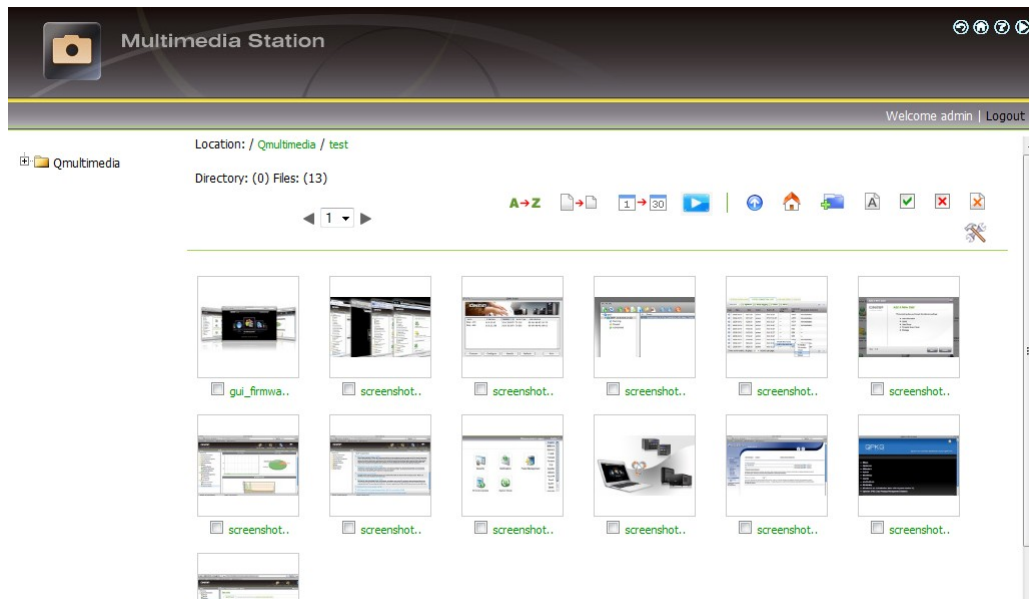 Multimedia Station
Welcome admin | Logout
Location: / Qmultimedia / test
Qmultimedia
Directory: (0) Files: (13)
1
A→Z
1→30
A
gui_firmwa..
screenshot..
screenshot..
screenshot..
screenshot..
screenshot..
QPKG
screenshot..
screenshot..
screenshot..
screenshot..
screenshot..
screenshot..